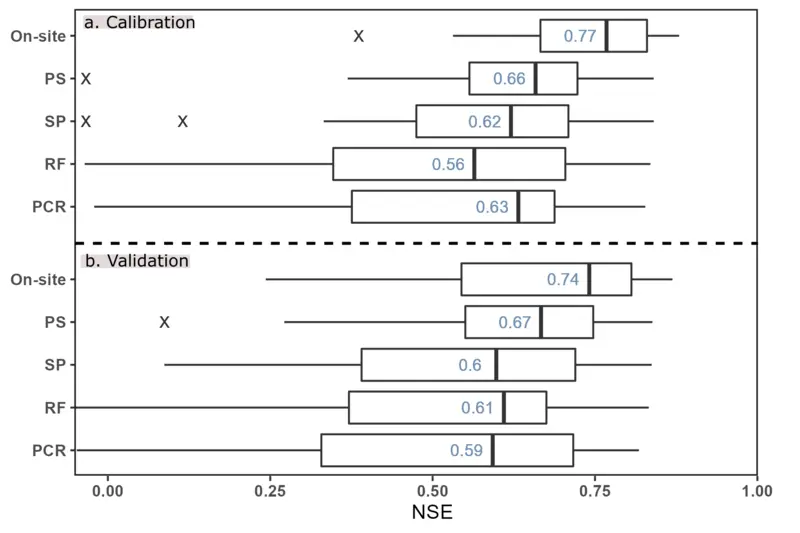 a. Calibration
On-site X 0.77
PS X 0.66
SP X X 0.62
RF 0.56
PCR 0.63
b. Validation
On-site 0.74
PS X 0.67
SP 0.6
RF 0.61
PCR 0.59
0.00 0.25 0.50 0.75 1.00
NSE